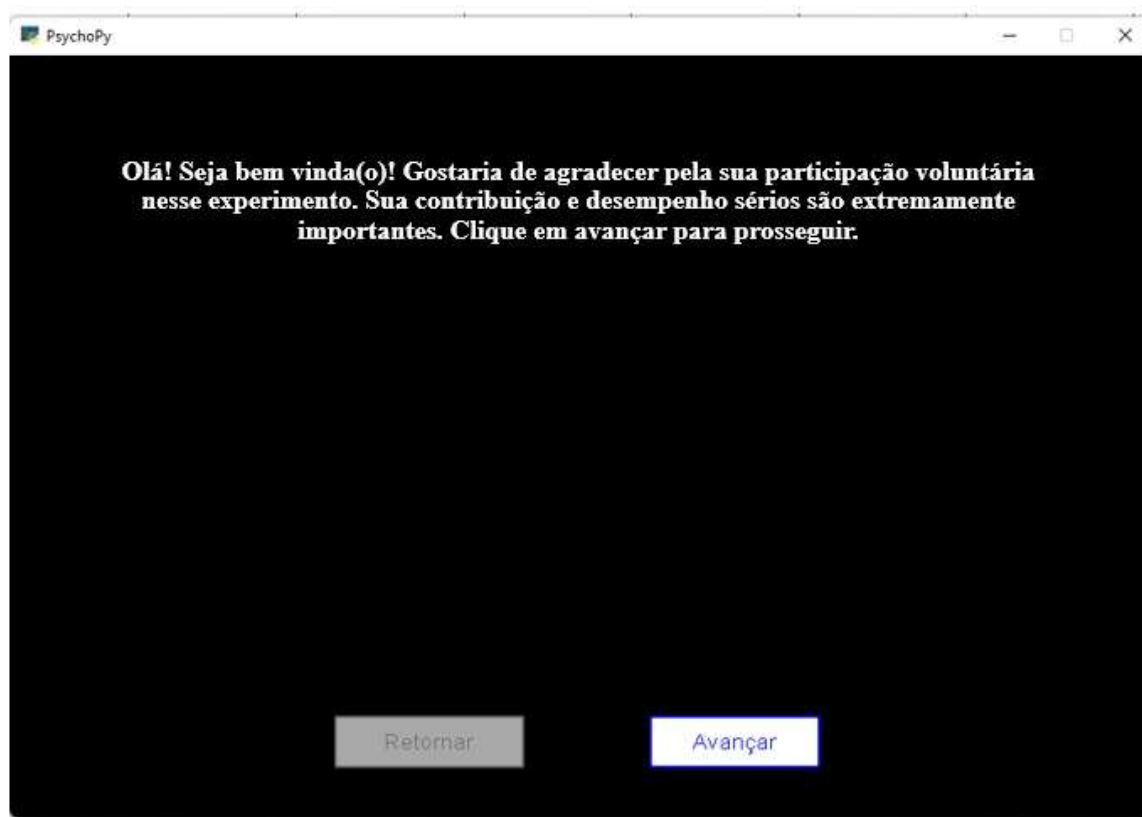 PsychoPy
Olá! Seja bem vinda(o)! Gostaria de agradecer pela sua participação voluntária
nesse experimento. Sua contribuição e desempenho sérios são extremamente
importantes. Clique em avançar para prosseguir.
Retornar
Avançar